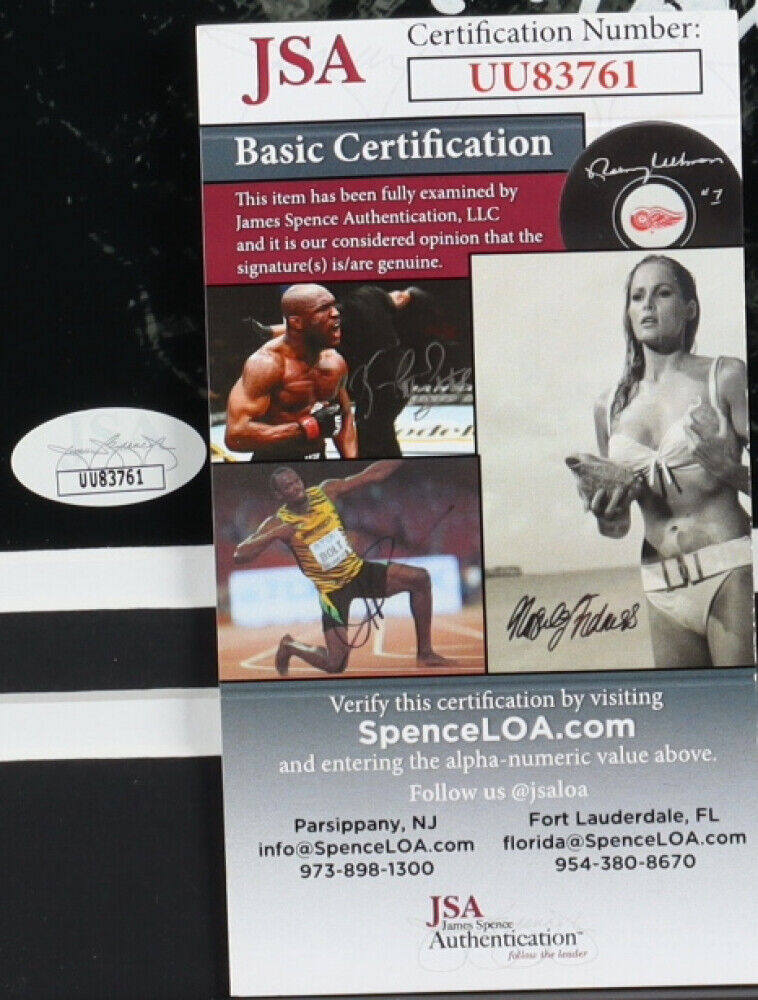 JSA
Certification Number:
UU83761
Basic Certification
This item has been fully examined by
James Spence Authentication, LLC
and it is our considered opinion that the
signature(s) is/are genuine.
#7
JSA
UU83761
BOLT
Verify this certification by visiting
SpenceLOA.com
and entering the alpha-numeric value above.
Follow us @jsaloa
Parsippany, NJ
info@SpenceLOA.com
973-898-1300
Fort Lauderdale, FL
florida@SpenceLOA.com
954-380-8670
JSA
James Spence
Authentication™
follow the leader